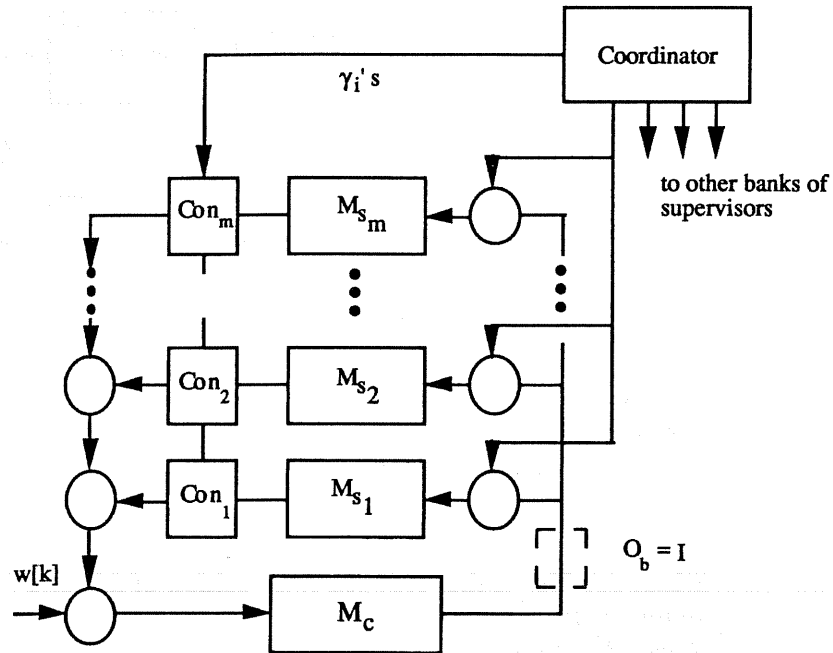 Coordinator
γi's
to other banks of
supervisors
Conm
Msm
Con2
Ms2
Con1
Ms1
Ob = I
w[k]
Mc